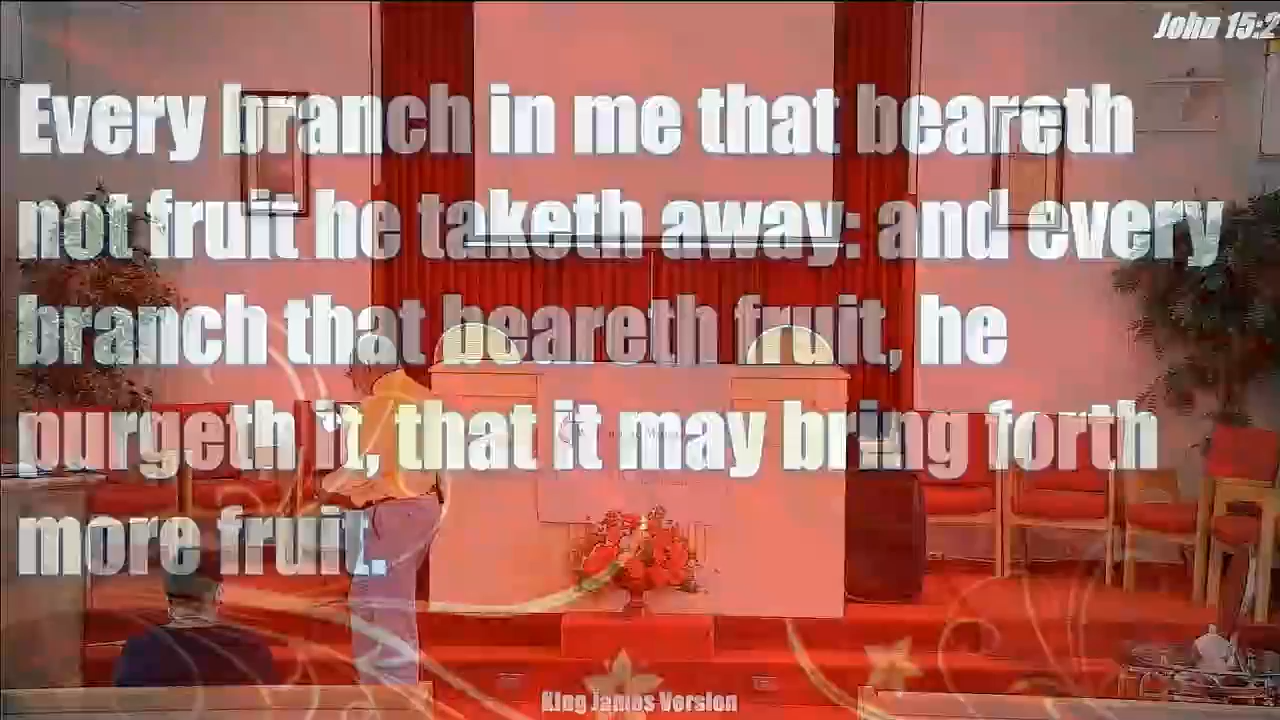 John 15:2
Every branch in me that beareth
not fruit he taketh away: and every
branch that beareth fruit, he
purgeth it, that it may bring forth
more fruit.
King James Version